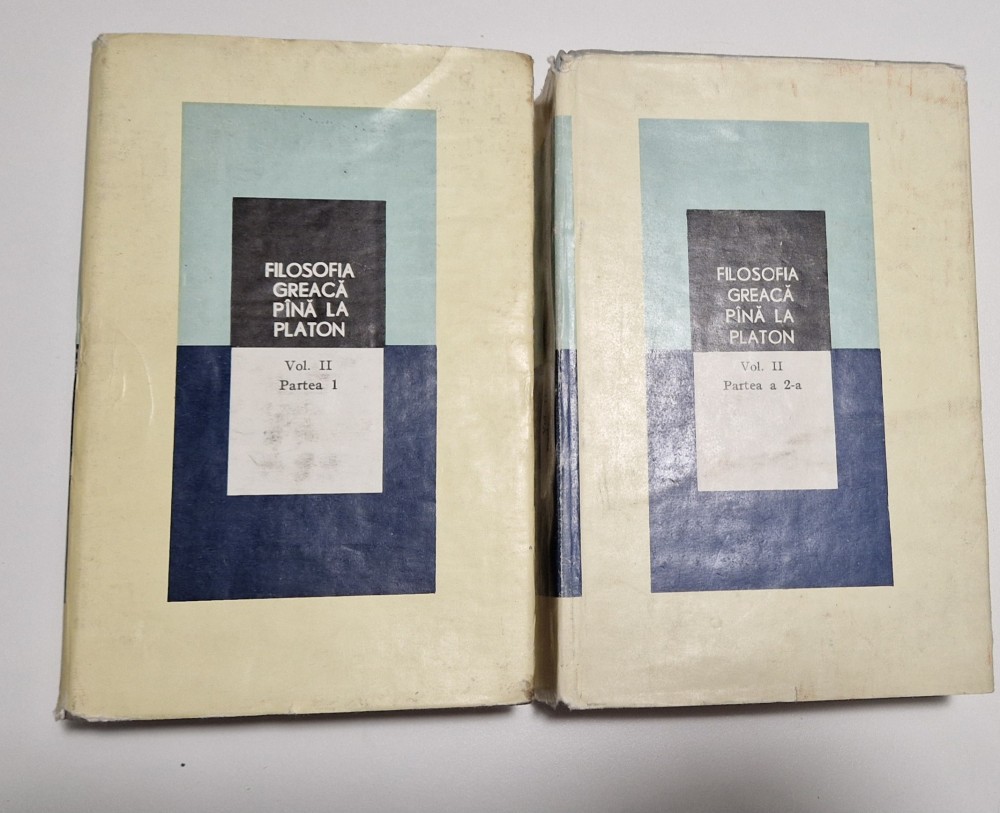 FILOSOFIA
GREACĂ
PÎNĂ LA
PLATON
Vol. II
Partea 1
FILOSOFIA
GREACĂ
PÎNĂ LA
PLATON
Vol. II
Partea a 2-a